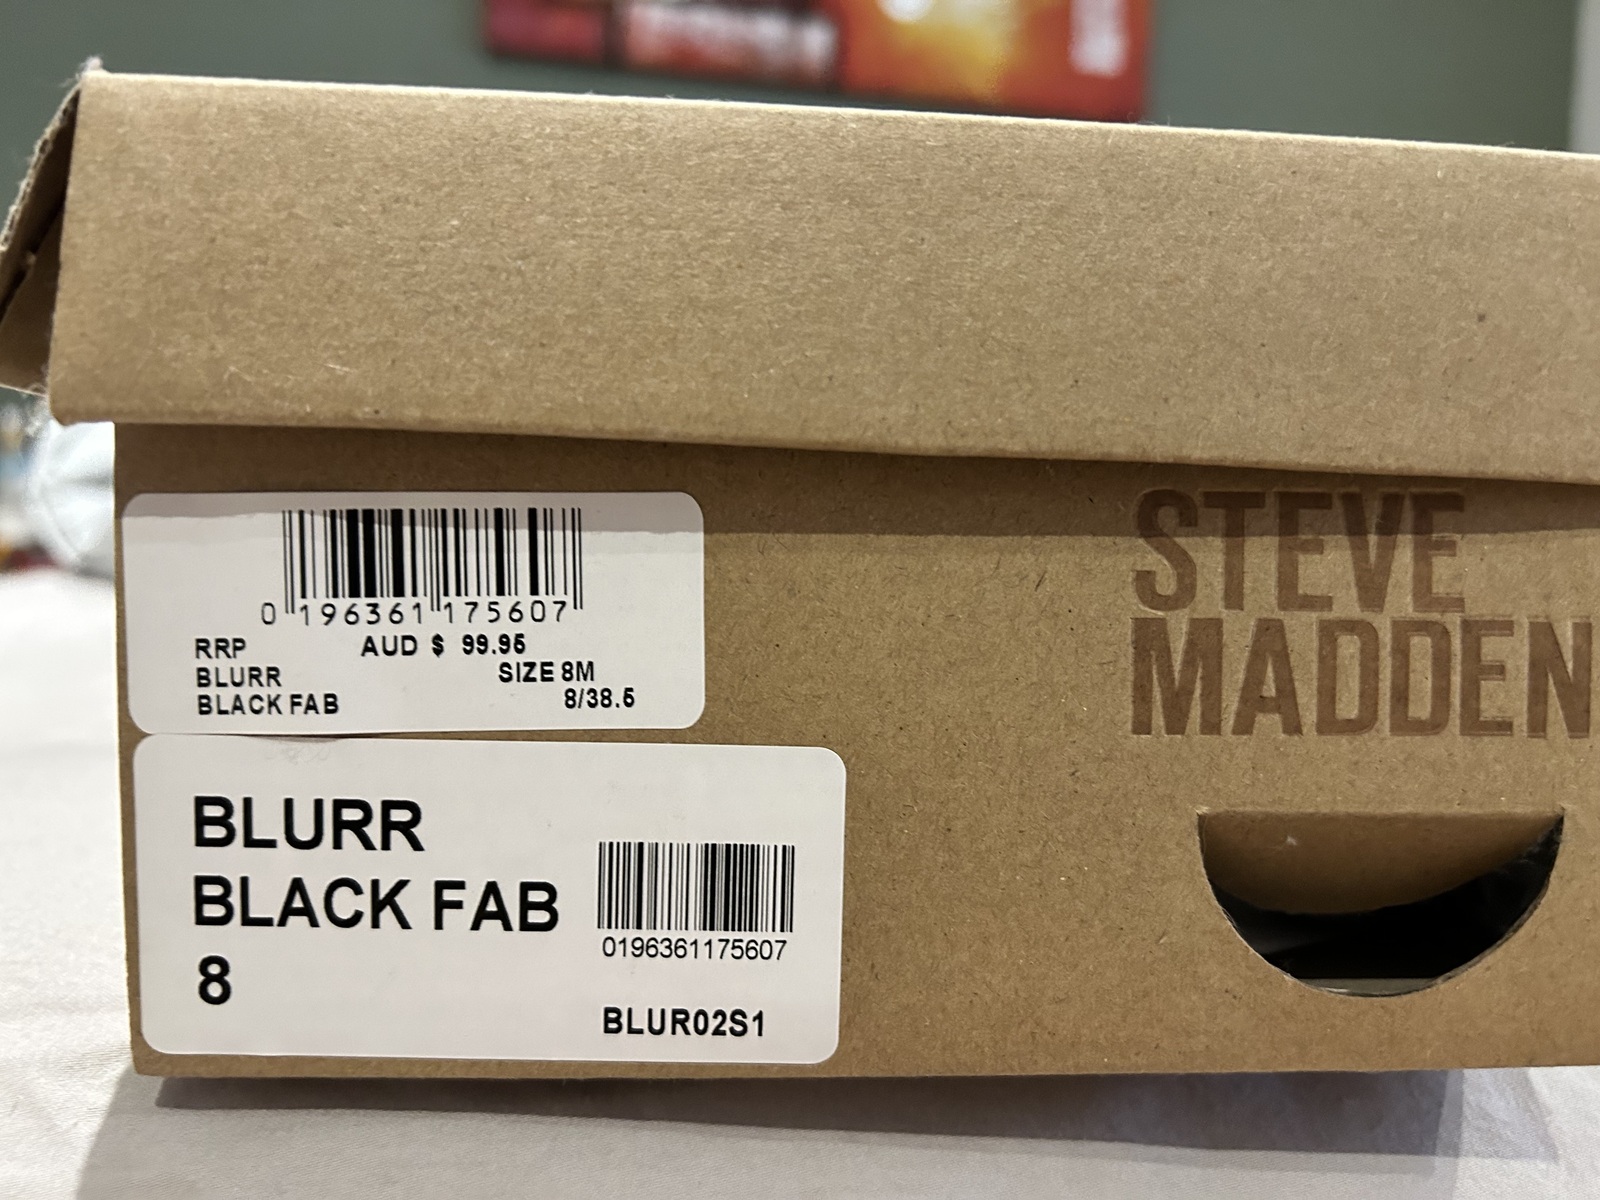 STEVE
MADDEN
0 196361 175607
RRP AUD $ 99.95
BLURR SIZE 8M
BLACK FAB 8/38.5
BLURR
BLACK FAB
8
0196361175607
BLUR02S1